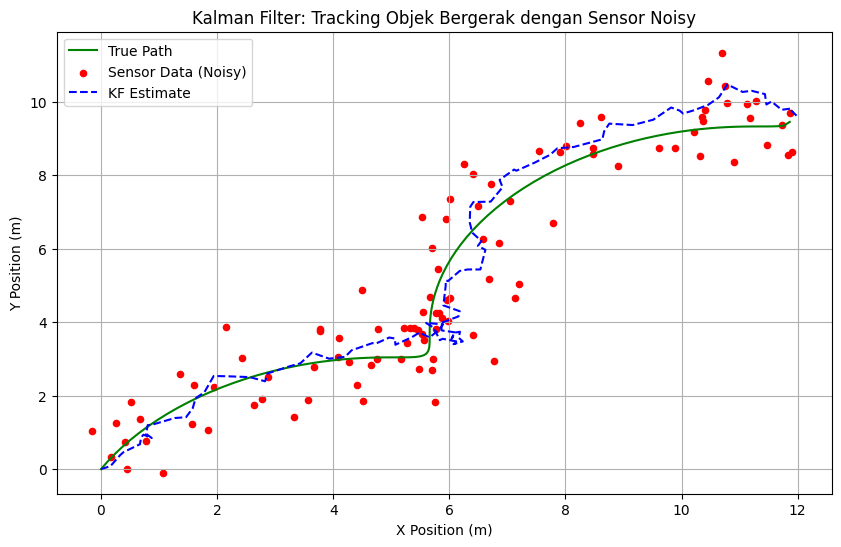 Kalman Filter: Tracking Objek Bergerak dengan Sensor Noisy
True Path
Sensor Data (Noisy)
KF Estimate
Y Position (m)
10
8
6
4
2
0
0 2 4 6 8 10 12
X Position (m)